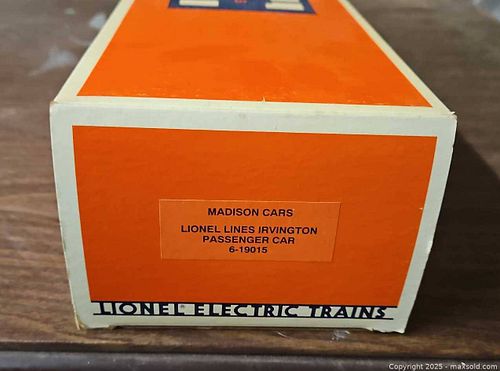 MADISON CARS
LIONEL LINES IRVINGTON
PASSENGER CAR
6-19015
LIONEL ELECTRIC TRAINS
Copyright © 2025 - maxsold.com